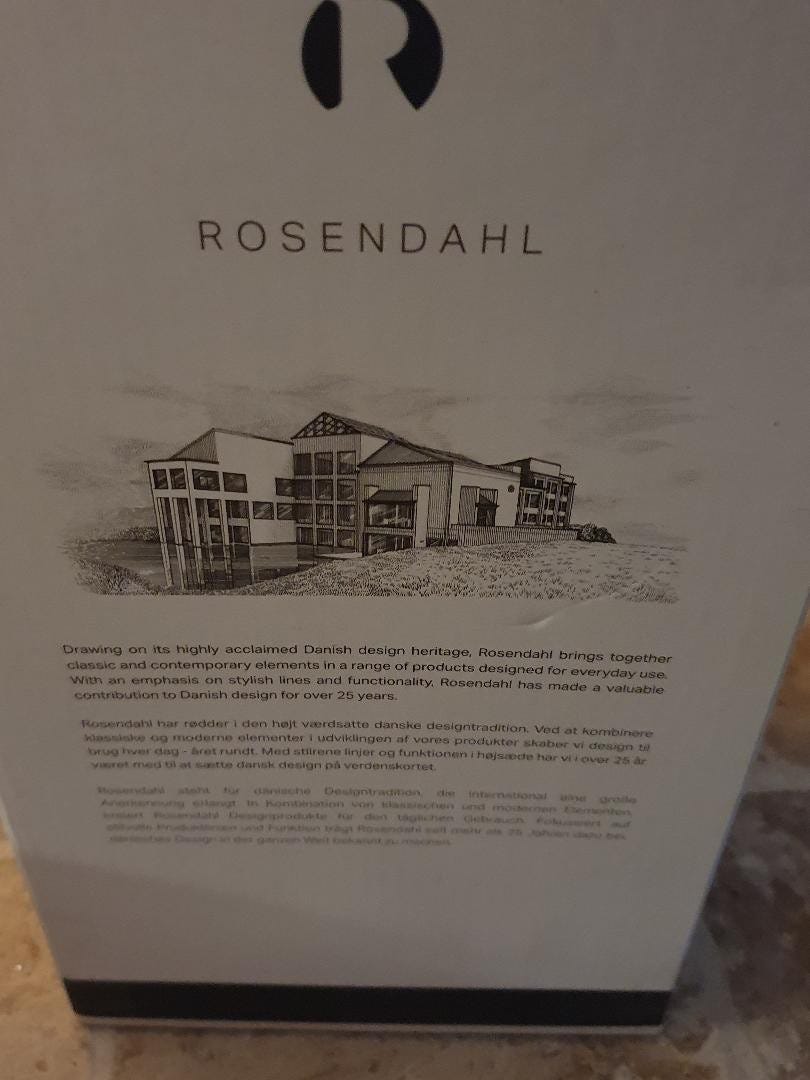 R
ROSENDAHL
Drawing on its highly acclaimed Danish design heritage, Rosendahl brings together
classic and contemporary elements in a range of products designed for everyday use.
With an emphasis on stylish lines and functionality, Rosendahl has made a valuable
contribution to Danish design for over 25 years.
Rosendahl har rødder i den højt værdsatte danske designtradition. Ved at kombinere
klassiske og moderne elementer i udviklingen af vores produkter skaber vi design til
brug hver dag - året rundt. Med stilrene linjer og funktionen i højsæde har vi i over 25 år
været med til at sætte dansk design på verdenskortet.
Rosendahl steht für dänische Designtradition, die international eine große
Anerkennung erlangt. In Kombination von klassischen und modernen Elementen
kreiert Rosendahl Designprodukte für den täglichen Gebrauch. Fokussiert auf
stilvolle Produktlinien und Funktion trägt Rosendahl seit mehr als 25 Jahren dazu bei,
dänisches Design in der ganzen Welt bekannt zu machen.